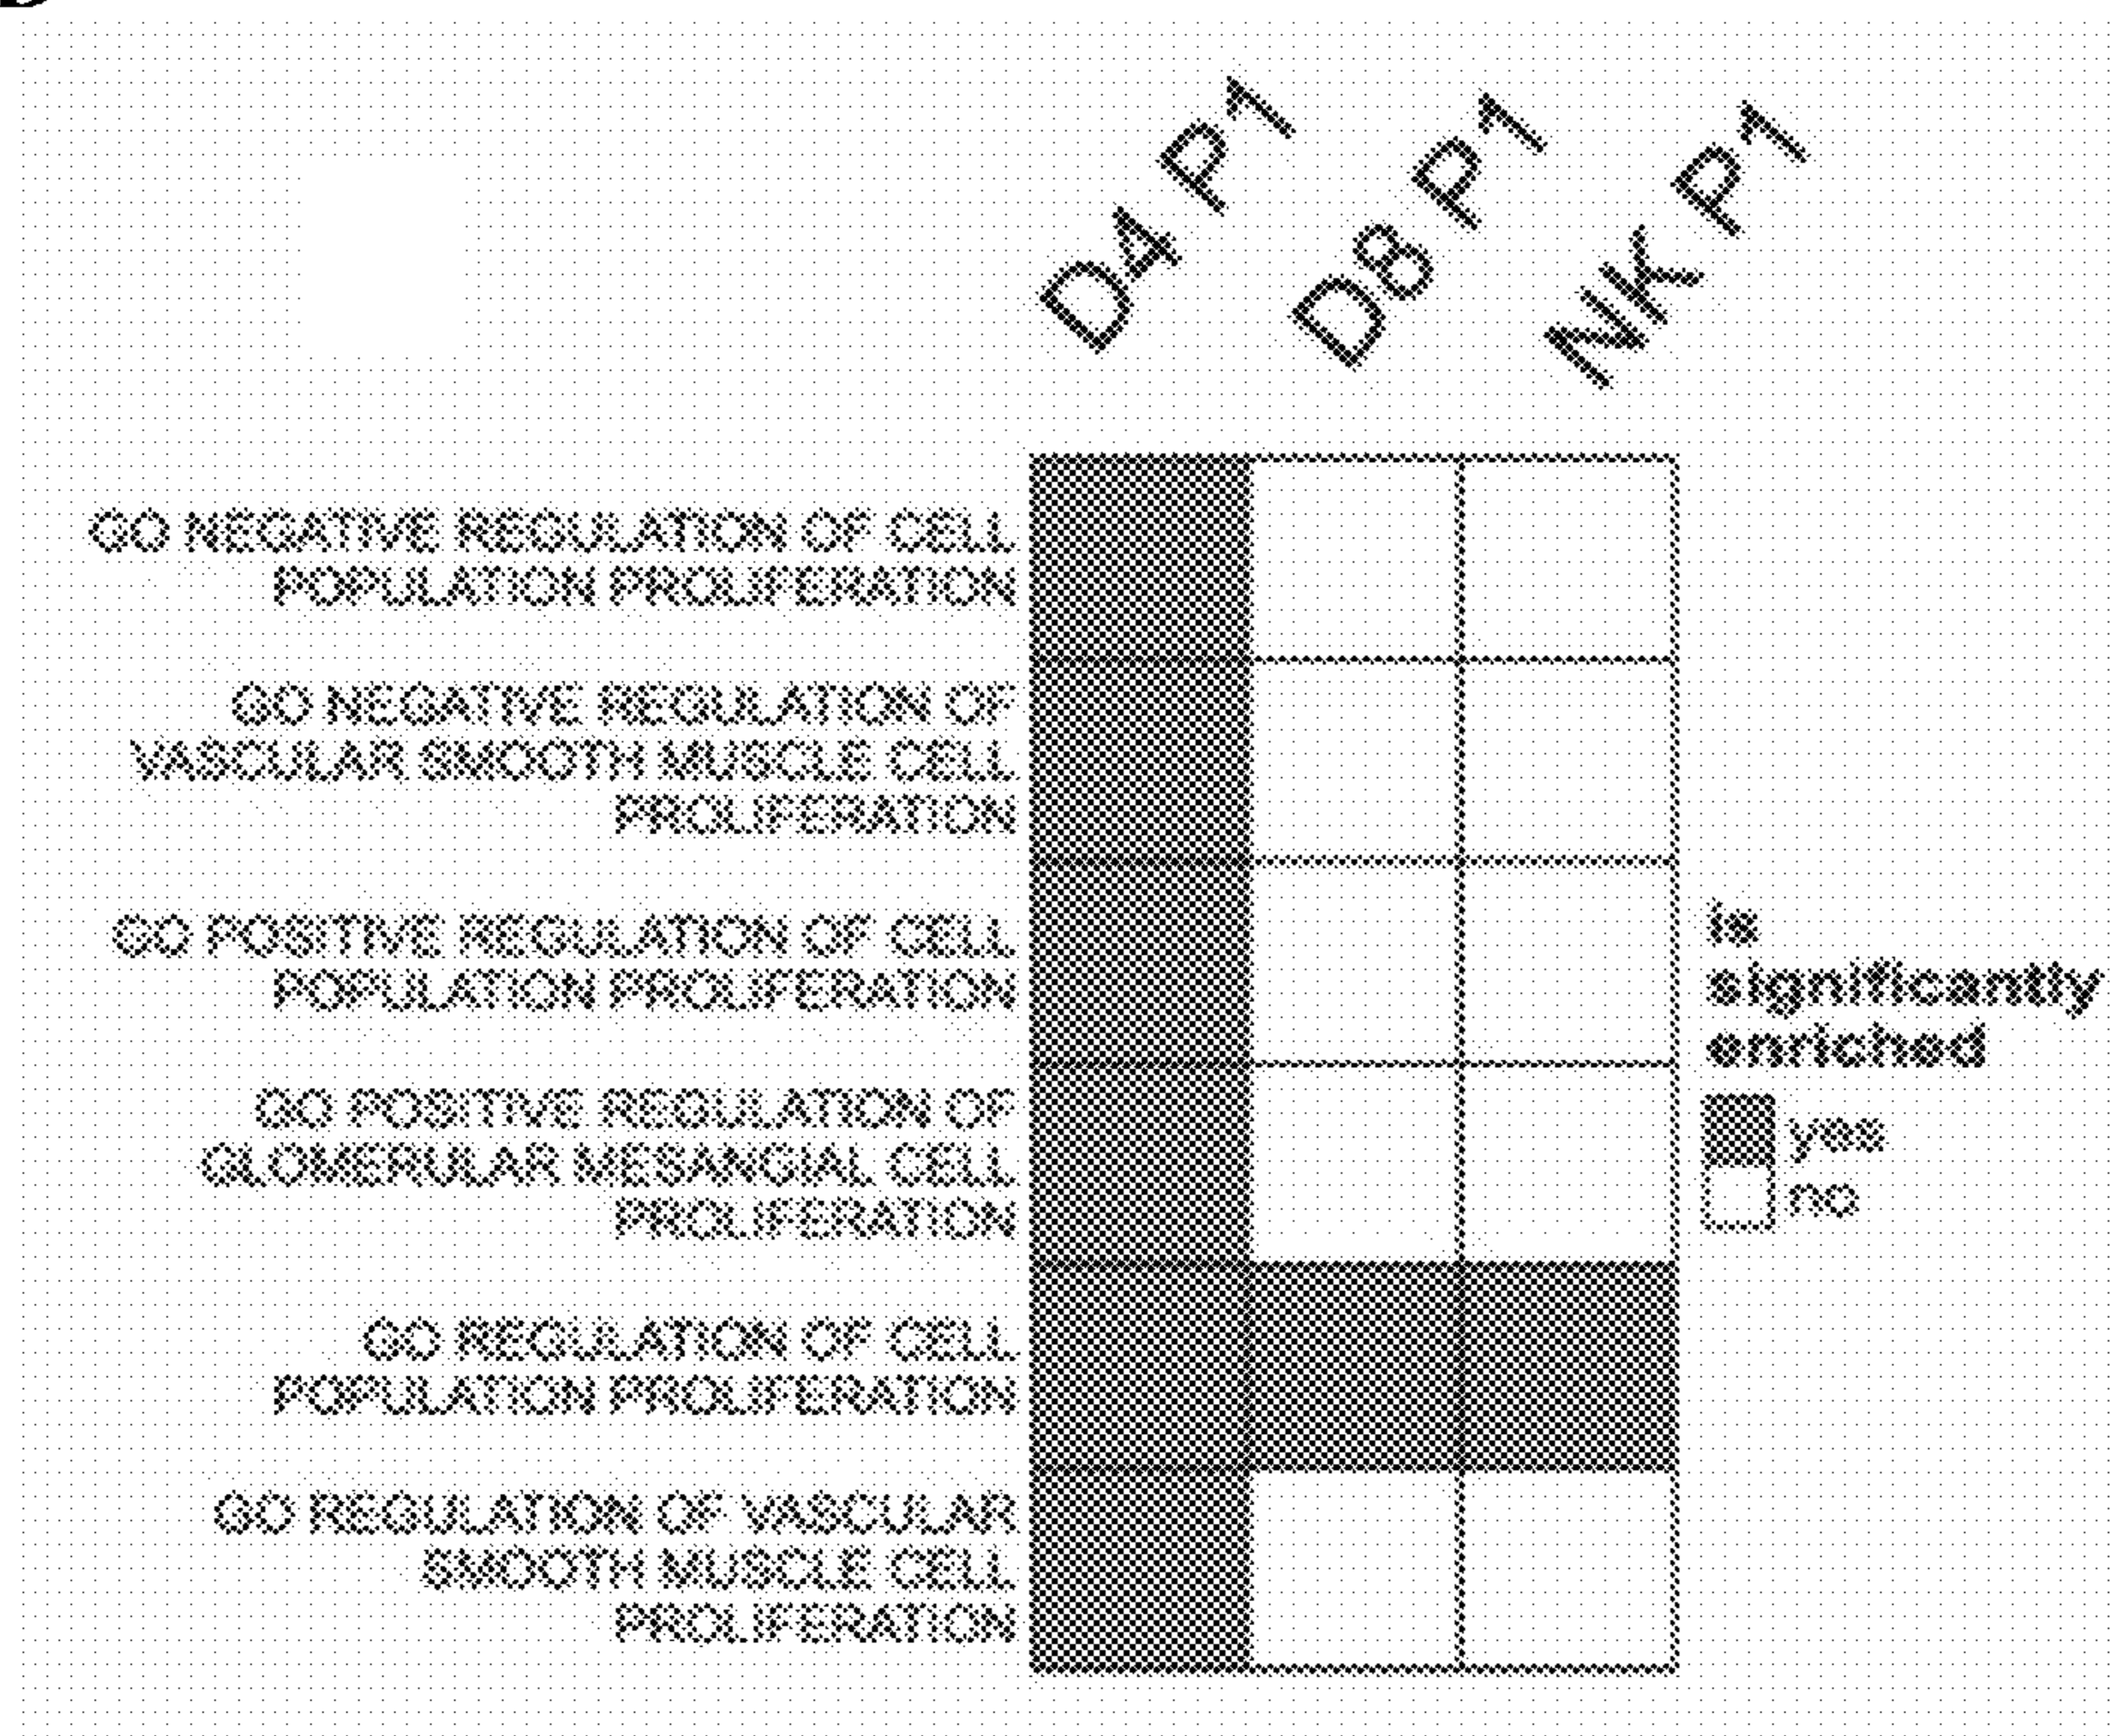 D4 P1
D8 P1
NK P1
GO NEGATIVE REGULATION OF CELL
POPULATION PROLIFERATION
GO NEGATIVE REGULATION OF
VASCULAR SMOOTH MUSCLE CELL
PROLIFERATION
GO POSITIVE REGULATION OF CELL
POPULATION PROLIFERATION
GO POSITIVE REGULATION OF
GLOMERULAR MESANGIAL CELL
PROLIFERATION
GO REGULATION OF CELL
POPULATION PROLIFERATION
GO REGULATION OF VASCULAR
SMOOTH MUSCLE CELL
PROLIFERATION
is
significantly
enriched
yes
no